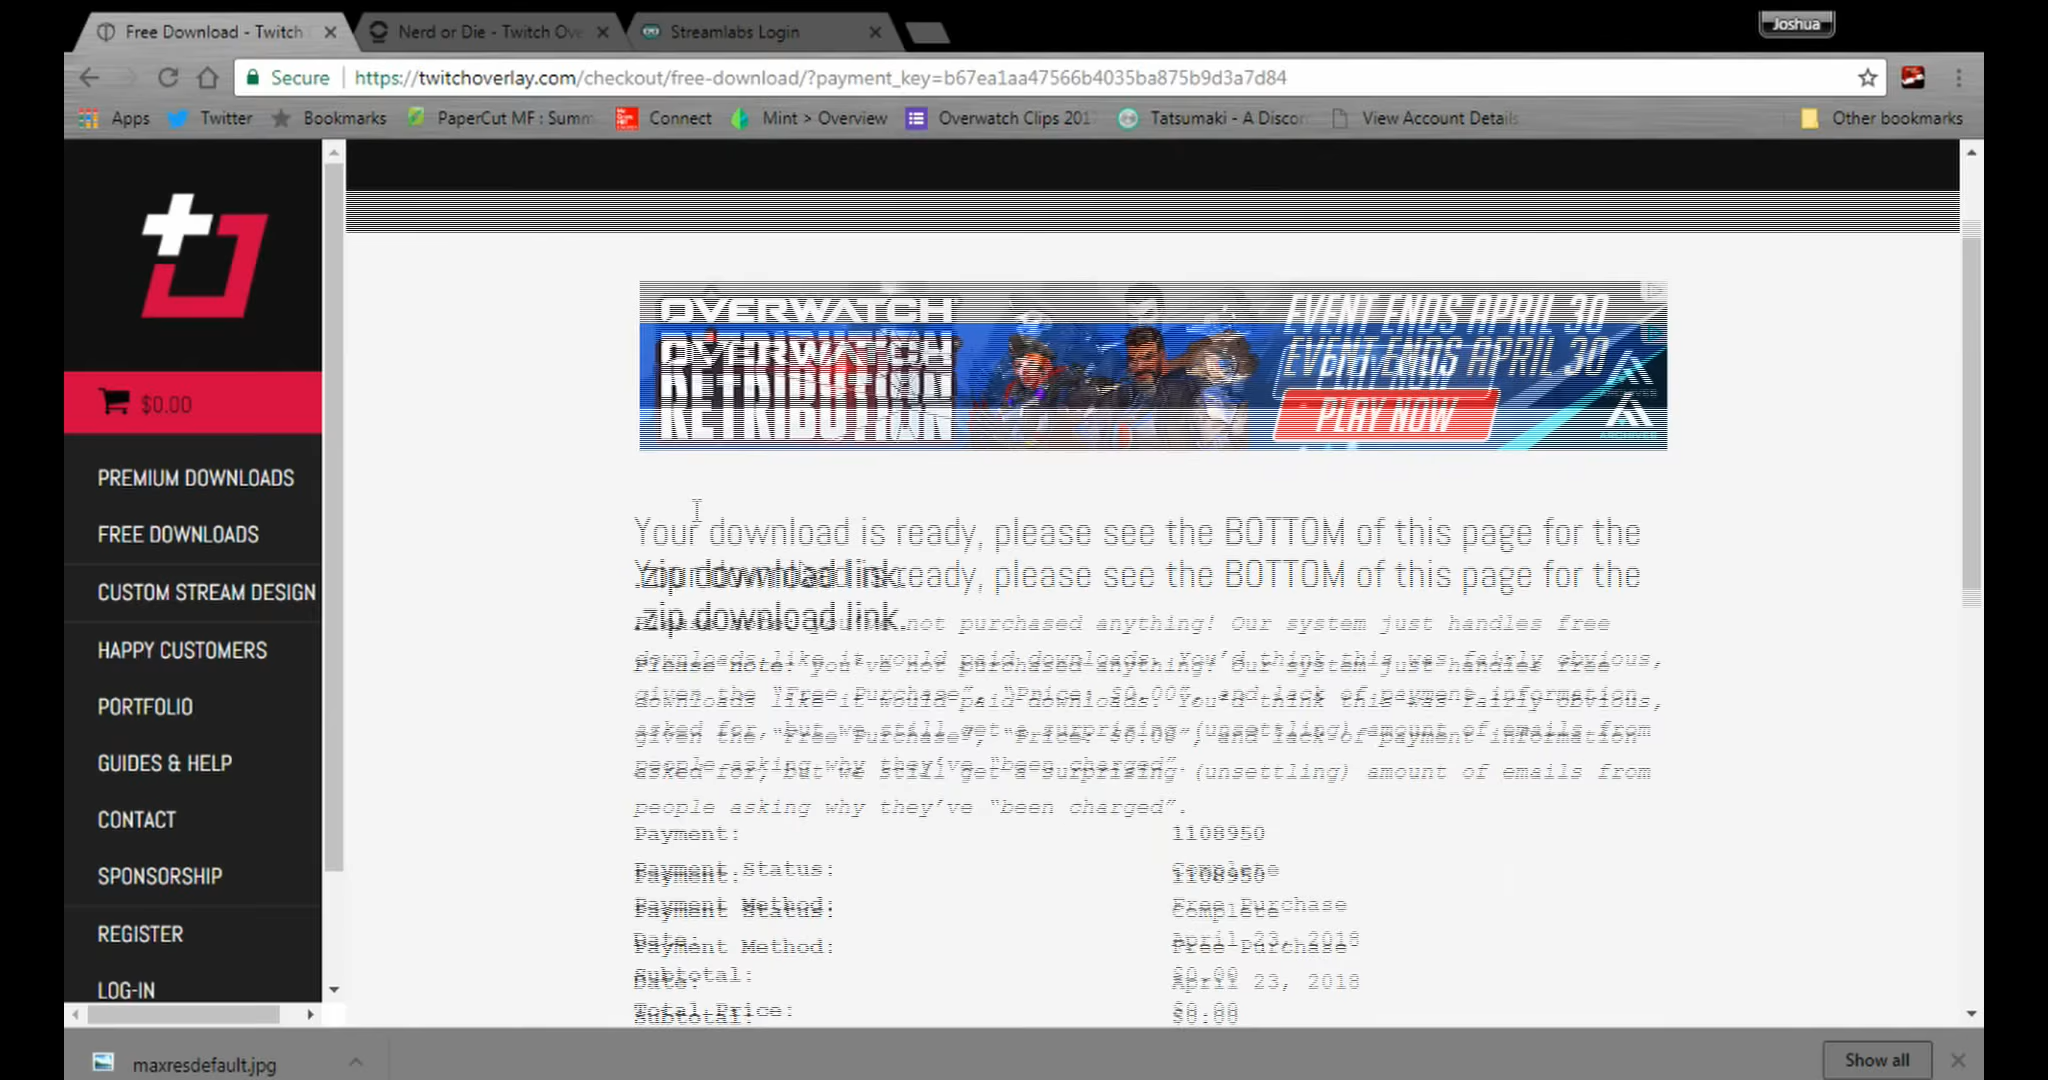 Free Download - Twitch
Nerd or Die - Twitch Ove
Streamlabs Login
Joshua
Secure
https://twitchoverlay.com/checkout/free-download/?payment_key=b67ea1aa47566b4035ba875b9d3a7d84
Apps
Twitter
Bookmarks
PaperCut MF : Summ
Connect
Mint > Overview
Overwatch Clips 201
Tatsumaki - A Discor
View Account Details
Other bookmarks
$0.00
PREMIUM DOWNLOADS
FREE DOWNLOADS
CUSTOM STREAM DESIGN
HAPPY CUSTOMERS
PORTFOLIO
GUIDES & HELP
CONTACT
SPONSORSHIP
REGISTER
LOG-IN
OVERWATCH
RETRIBUTION
EVENT ENDS APRIL 30
PLAY NOW
ARCHIVES
Your download is ready, please see the BOTTOM of this page for the
.zip download link.
Please note: you've not purchased anything! Our system just handles free
downloads like it would paid downloads. You'd think this was fairly obvious,
given the "Free Purchase", "Price: $0.00", and lack of payment information
asked for, but we still get a surprising (unsettling) amount of emails from
people asking why they've "been charged".
Payment: 1108950
Payment Status: Complete
Payment Method: Free Purchase
Date: April 23, 2018
Subtotal: $0.00
Total Price:
maxresdefault.jpg
Show all